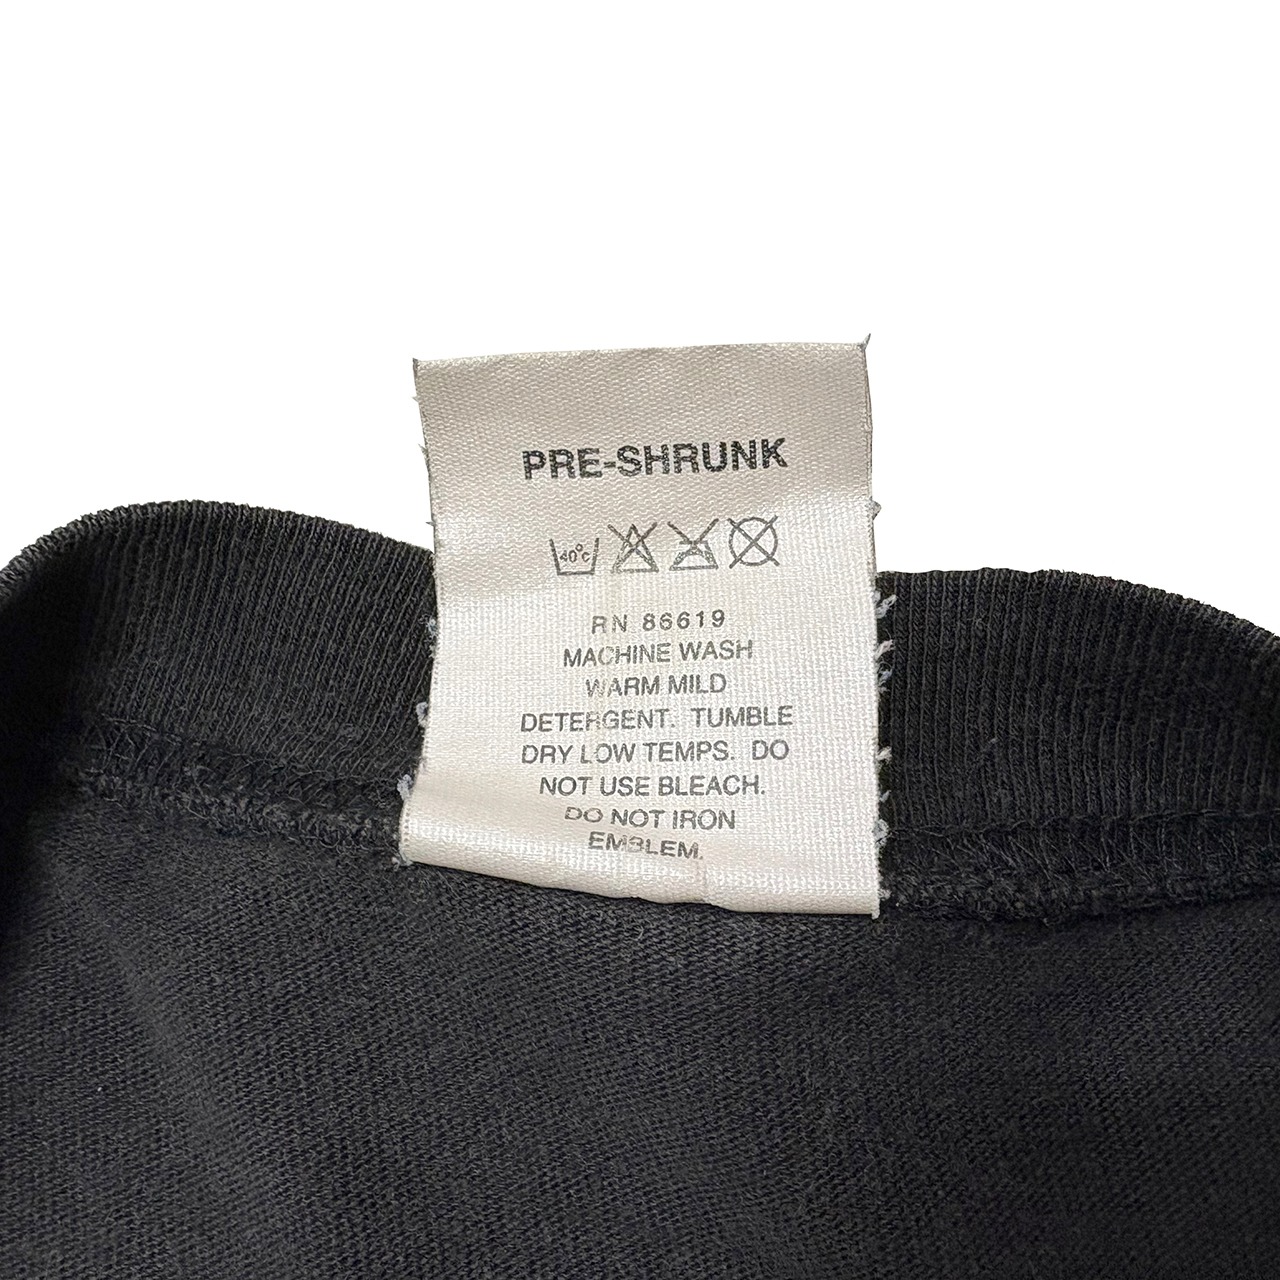 PRE-SHRUNK
40°C
RN 86619
MACHINE WASH
WARM MILD
DETERGENT. TUMBLE
DRY LOW TEMPS. DO
NOT USE BLEACH.
DO NOT IRON
EMBLEM.